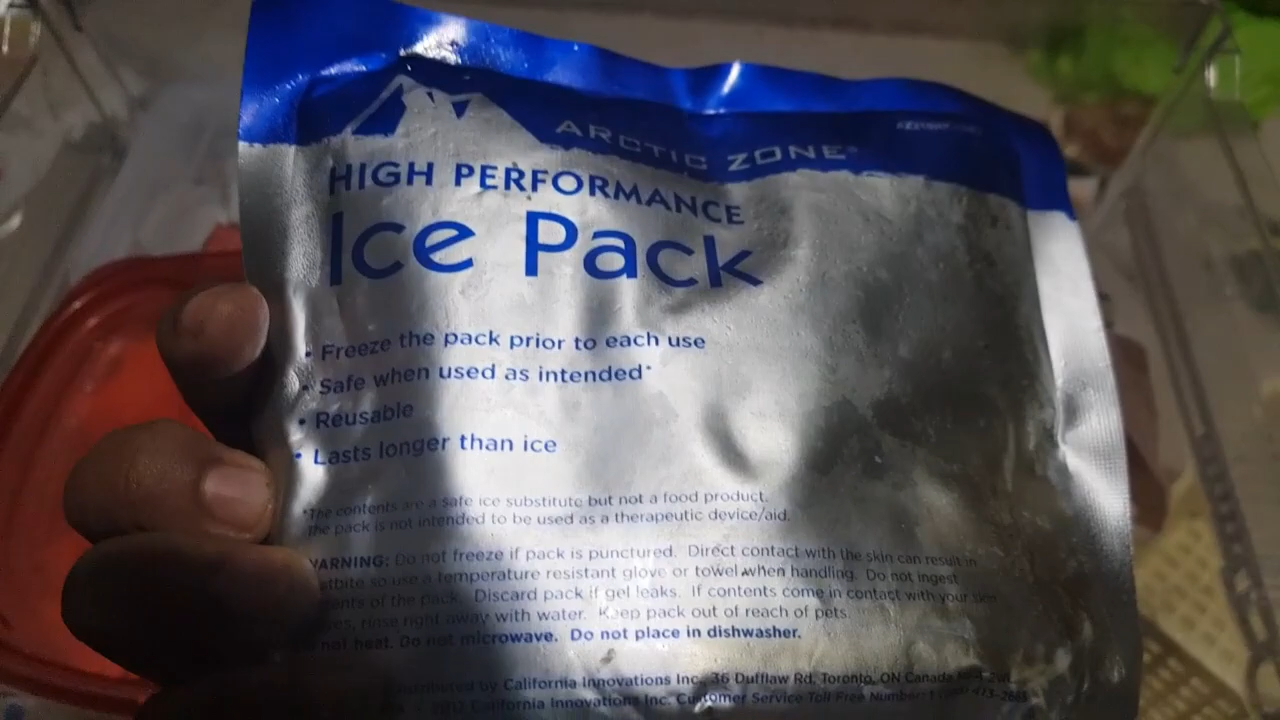 ARCTIC ZONE®
HIGH PERFORMANCE
Ice Pack
• Freeze the pack prior to each use
• Safe when used as intended*
• Reusable
• Lasts longer than ice
*The contents are a safe ice substitute but not a food product.
The pack is not intended to be used as a therapeutic device/aid.
WARNING: Do not freeze if pack is punctured. Direct contact with the skin can result in
so use a temperature resistant glove or towel when handling. Do not ingest
of the pack. Discard pack if gel leaks. If contents come in contact with your
rinse right away with water. Keep pack out of reach of pets.
not heat. Do not microwave. Do not place in dishwasher.
by California Innovations Inc., 36 Dufflaw Rd, Toronto, ON Canada
California Innovations Inc. Customer Service Toll Free Number: